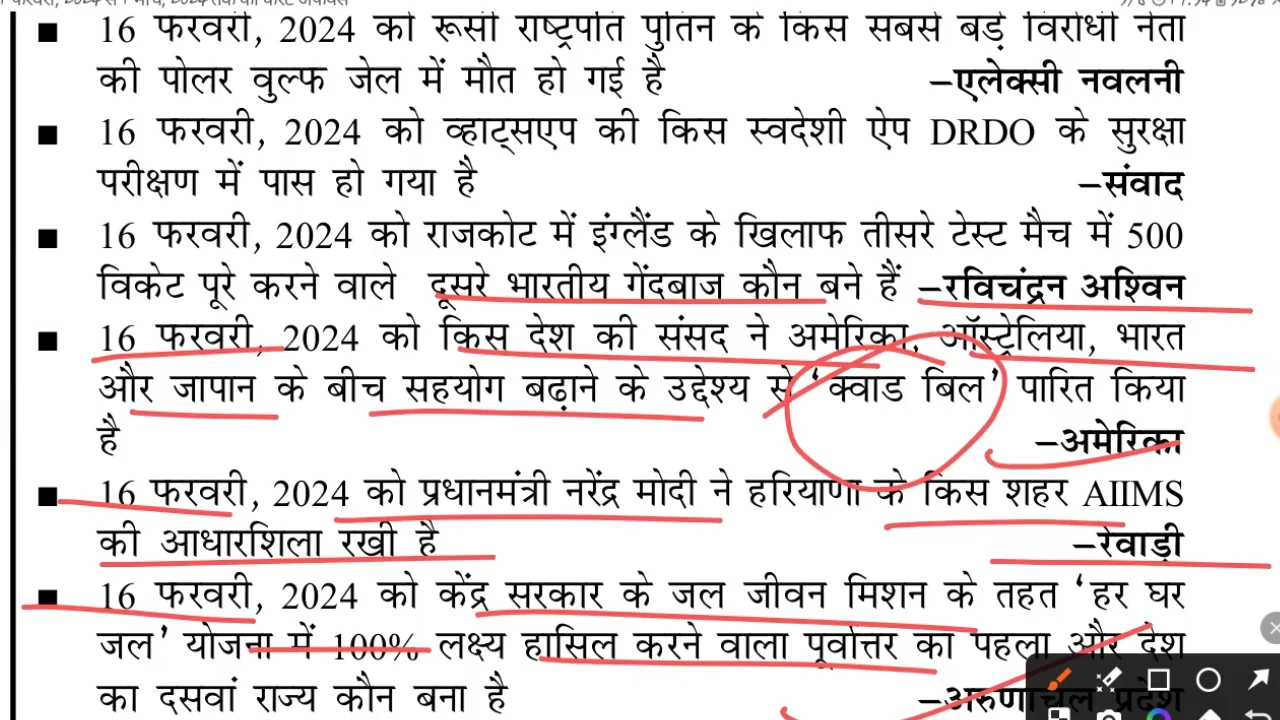 ■ 16 फरवरी, 2024 को रूसी राष्ट्रपति पुतिन के किस सबसे बड़े विरोधी नेता
की पोलर वुल्फ जेल में मौत हो गई है –एलेक्सी नवलनी
■ 16 फरवरी, 2024 को व्हाट्सएप की किस स्वदेशी ऐप DRDO के सुरक्षा
परीक्षण में पास हो गया है –संवाद
■ 16 फरवरी, 2024 को राजकोट में इंग्लैंड के खिलाफ तीसरे टेस्ट मैच में 500
विकेट पूरे करने वाले दूसरे भारतीय गेंदबाज कौन बने हैं –रविचंद्रन अश्विन
■ 16 फरवरी, 2024 को किस देश की संसद ने अमेरिका, ऑस्ट्रेलिया, भारत
और जापान के बीच सहयोग बढ़ाने के उद्देश्य से ‘क्वाड बिल’ पारित किया
है –अमेरिका
■ 16 फरवरी, 2024 को प्रधानमंत्री नरेंद्र मोदी ने हरियाणा के किस शहर AIIMS
की आधारशिला रखी है –रेवाड़ी
■ 16 फरवरी, 2024 को केंद्र सरकार के जल जीवन मिशन के तहत ‘हर घर
जल’ योजना में 100% लक्ष्य हासिल करने वाला पूर्वोत्तर का पहला और देश
का दसवां राज्य कौन बना है –अरुणाचल प्रदेश